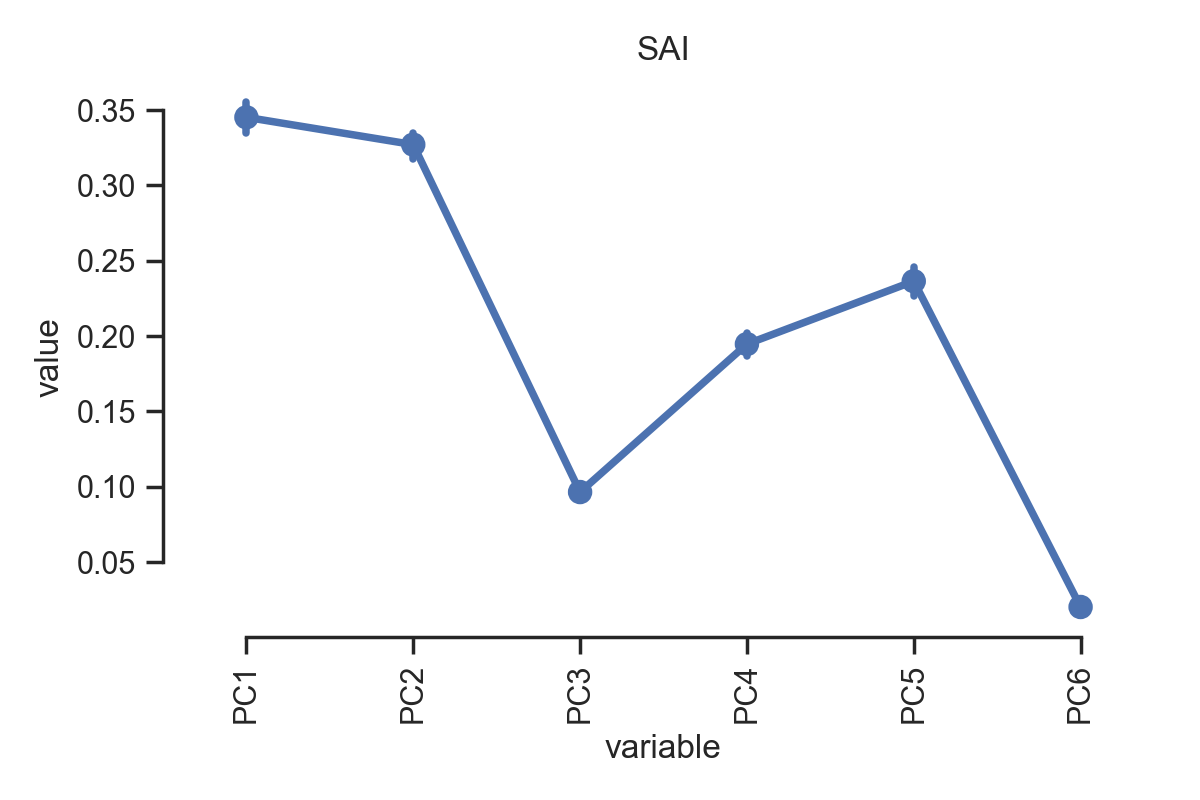 SAI
0.35
0.30
0.25
0.20
0.15
0.10
0.05
value
PC1
PC2
PC3
PC4
PC5
PC6
variable